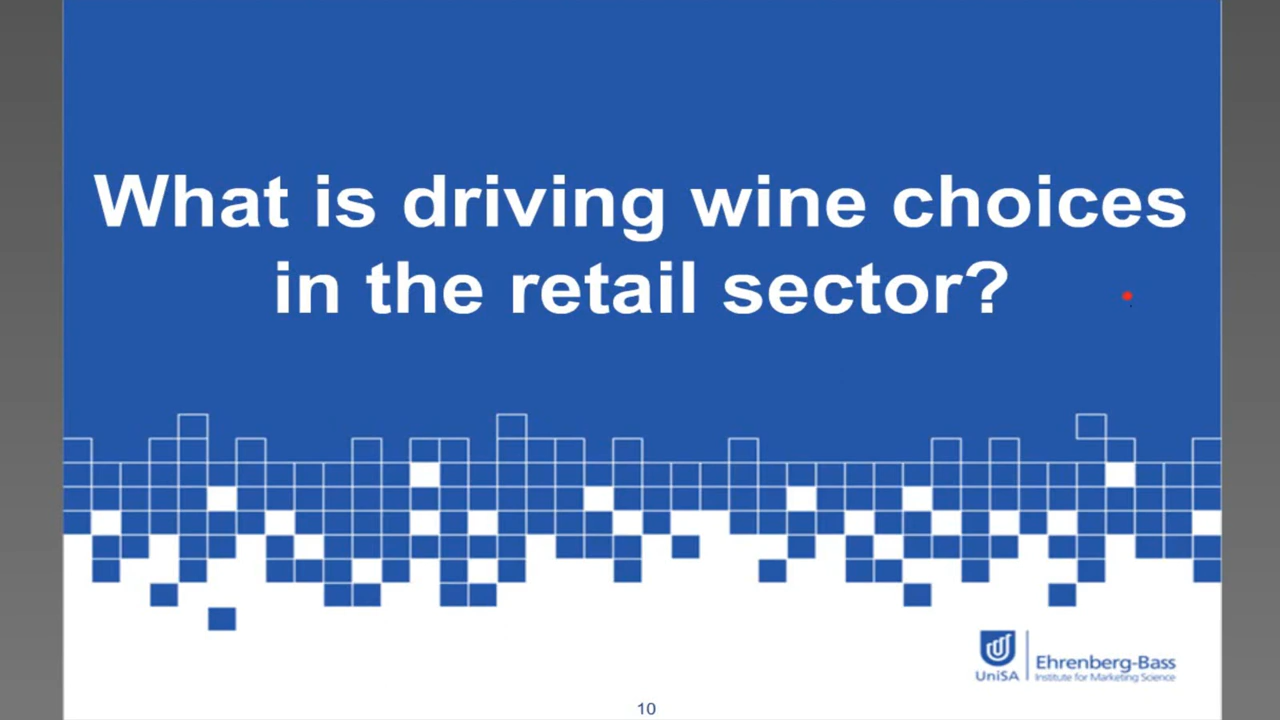 What is driving wine choices
in the retail sector?
UniSA
Ehrenberg-Bass
Institute for Marketing Science
10